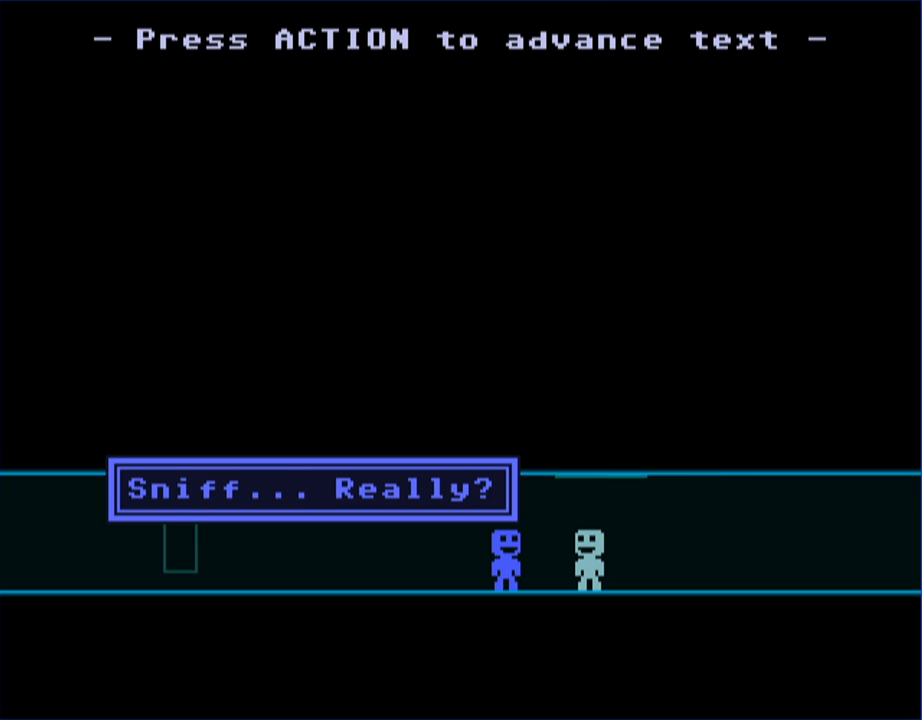 - Press ACTION to advance text -
Sniff... Really?